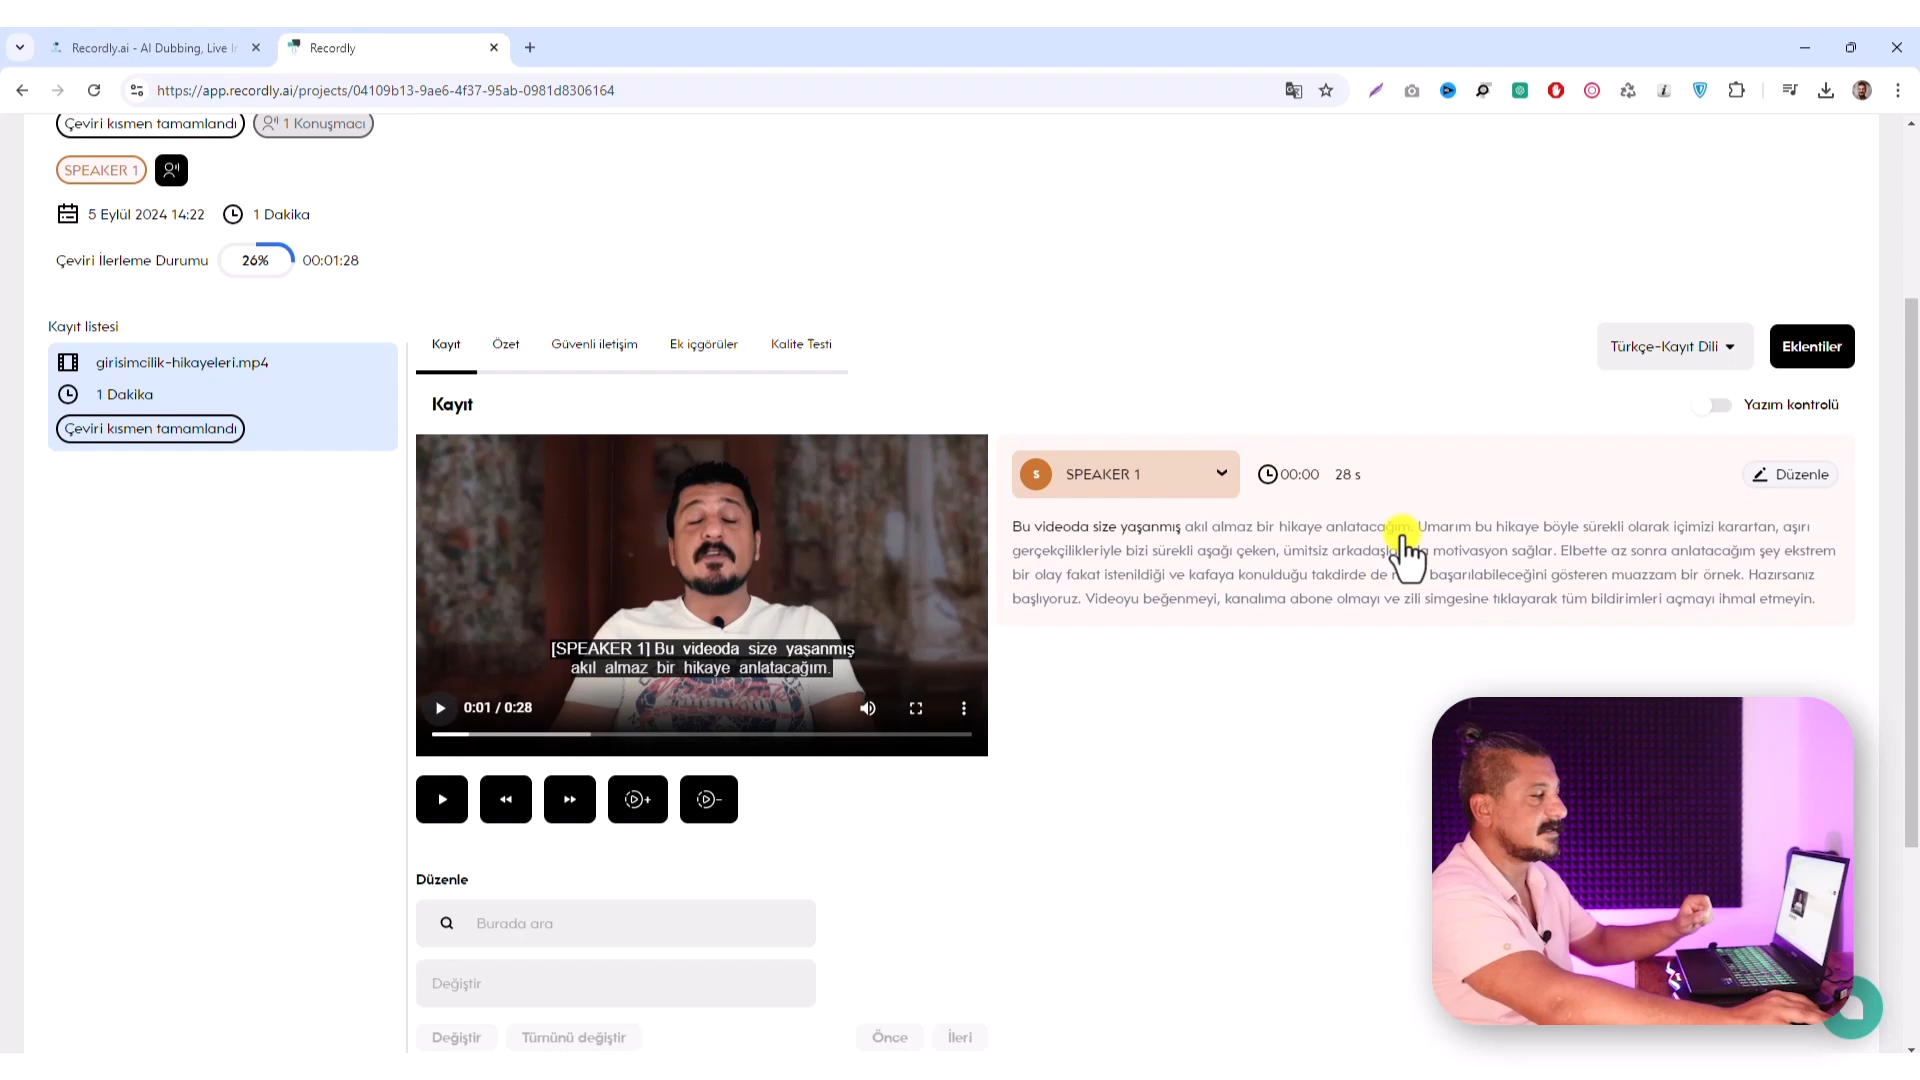 Recordly.ai - AI Dubbing, Live Ir
Recordly
https://app.recordly.ai/projects/04109b13-9ae6-4f37-95ab-0981d8306164
Çeviri kısmen tamamlandı
1 Konuşmacı
SPEAKER 1
5 Eylül 2024 14:22
1 Dakika
Çeviri İlerleme Durumu
26%
00:01:28
Kayıt listesi
girisimcilik-hikayeleri.mp4
1 Dakika
Çeviri kısmen tamamlandı
Kayıt
Özet
Güvenli iletişim
Ek içgörüler
Kalite Testi
Türkçe-Kayıt Dili
Eklentiler
Kayıt
Yazım kontrolü
[SPEAKER 1] Bu videoda size yaşanmış
akıl almaz bir hikaye anlatacağım.
0:01 / 0:28
S
SPEAKER 1
00:00
28 s
Düzenle
Bu videoda size yaşanmış akıl almaz bir hikaye anlatacağım. Umarım bu hikaye böyle sürekli olarak içimizi karartan, aşırı
gerçekçilikleriyle bizi sürekli aşağı çeken, ümitsiz motivasyon sağlar. Elbette az sonra anlatacağım şey ekstrem
bir olay fakat istenildiği ve kafaya konulduğu takdirde de başarılabileceğini gösteren muazzam bir örnek. Hazırsanız
başlıyoruz. Videoyu beğenmeyi, kanalıma abone olmayı ve zili simgesine tıklayarak tüm bildirimleri açmayı ihmal etmeyin.
Düzenle
Burada ara
Değiştir
Değiştir
Tümünü değiştir
Önce
İleri